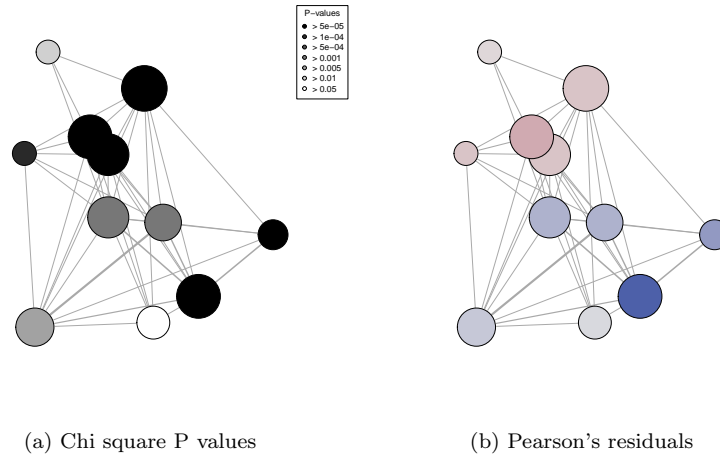 P−values
> 5e−05
> 1e−04
> 5e−04
> 0.001
> 0.005
> 0.01
> 0.05
(a) Chi square P values
(b) Pearson's residuals